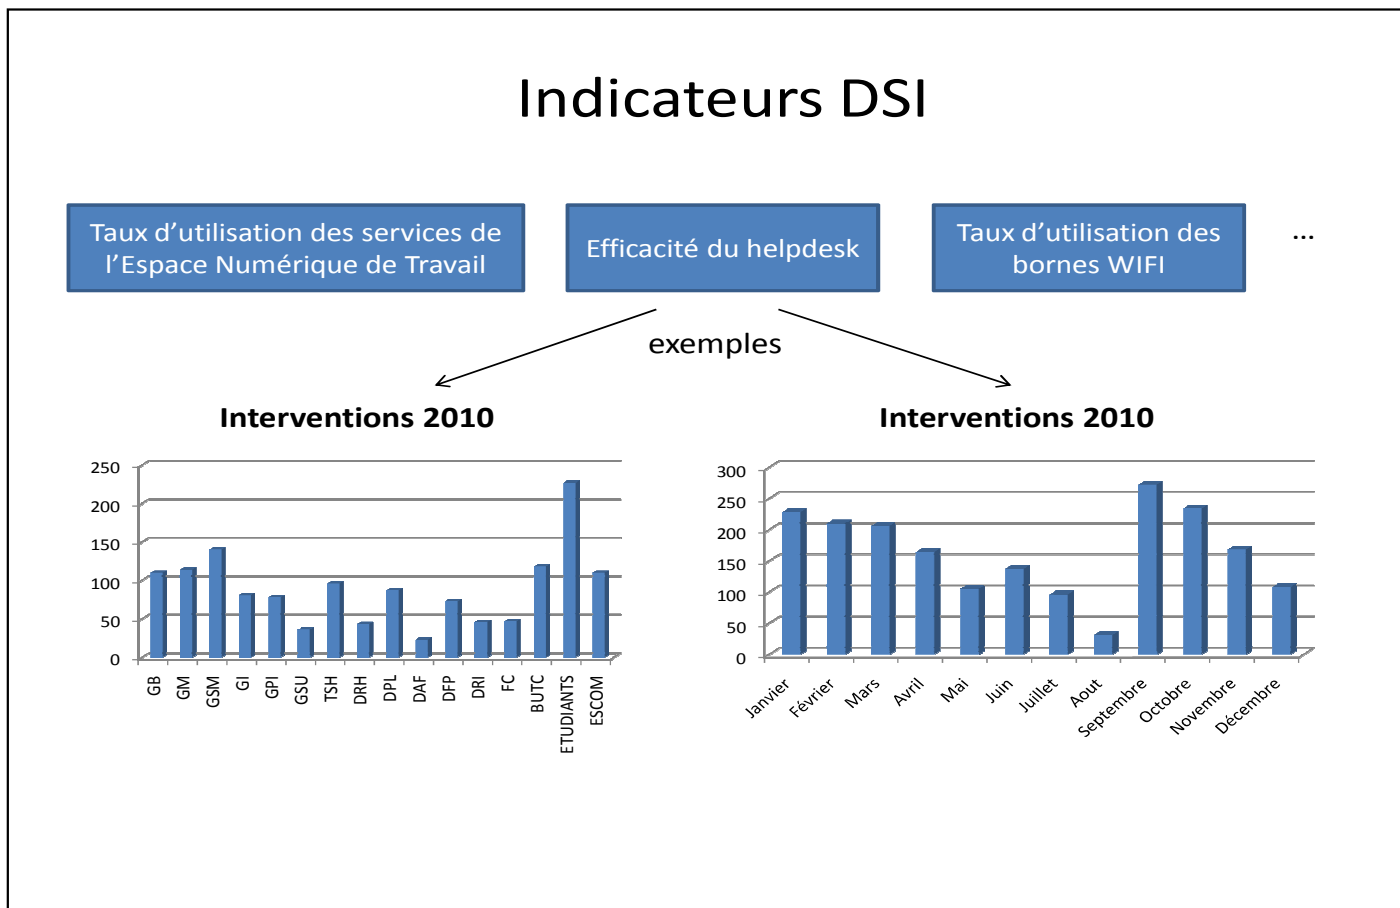 Indicateurs DSI
Taux d'utilisation des services de
l'Espace Numérique de Travail
Efficacité du helpdesk
Taux d'utilisation des
bornes WIFI
...
exemples
Interventions 2010
250
200
150
100
50
0
GB
GM
GSM
GI
GPI
GSU
TSH
DRH
DPL
DAF
DFP
DRI
FC
BUTC
ETUDIANTS
ESCOM
Interventions 2010
300
250
200
150
100
50
0
Janvier
Février
Mars
Avril
Mai
Juin
Juillet
Aout
Septembre
Octobre
Novembre
Décembre